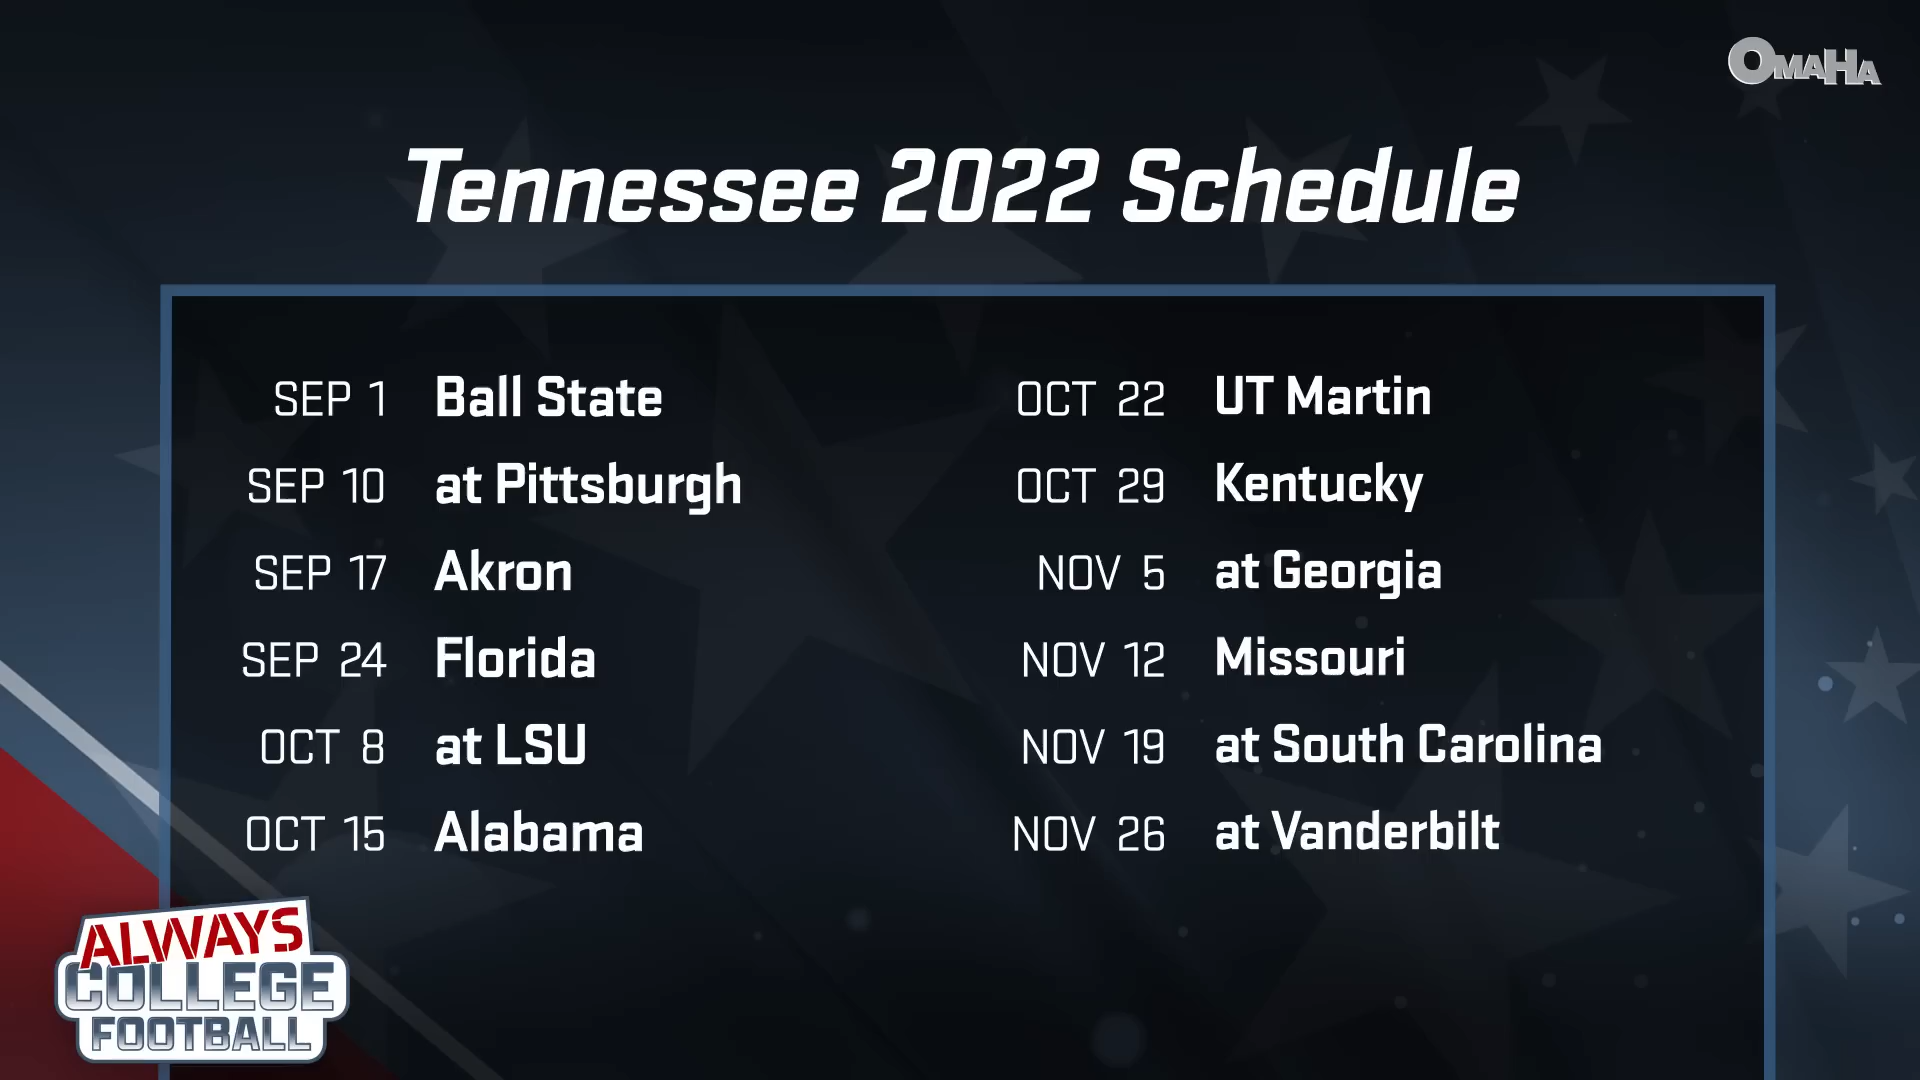 OMAHA
Tennessee 2022 Schedule
SEP 1 Ball State
SEP 10 at Pittsburgh
SEP 17 Akron
SEP 24 Florida
OCT 8 at LSU
OCT 15 Alabama
OCT 22 UT Martin
OCT 29 Kentucky
NOV 5 at Georgia
NOV 12 Missouri
NOV 19 at South Carolina
NOV 26 at Vanderbilt
ALWAYS
COLLEGE
FOOTBALL